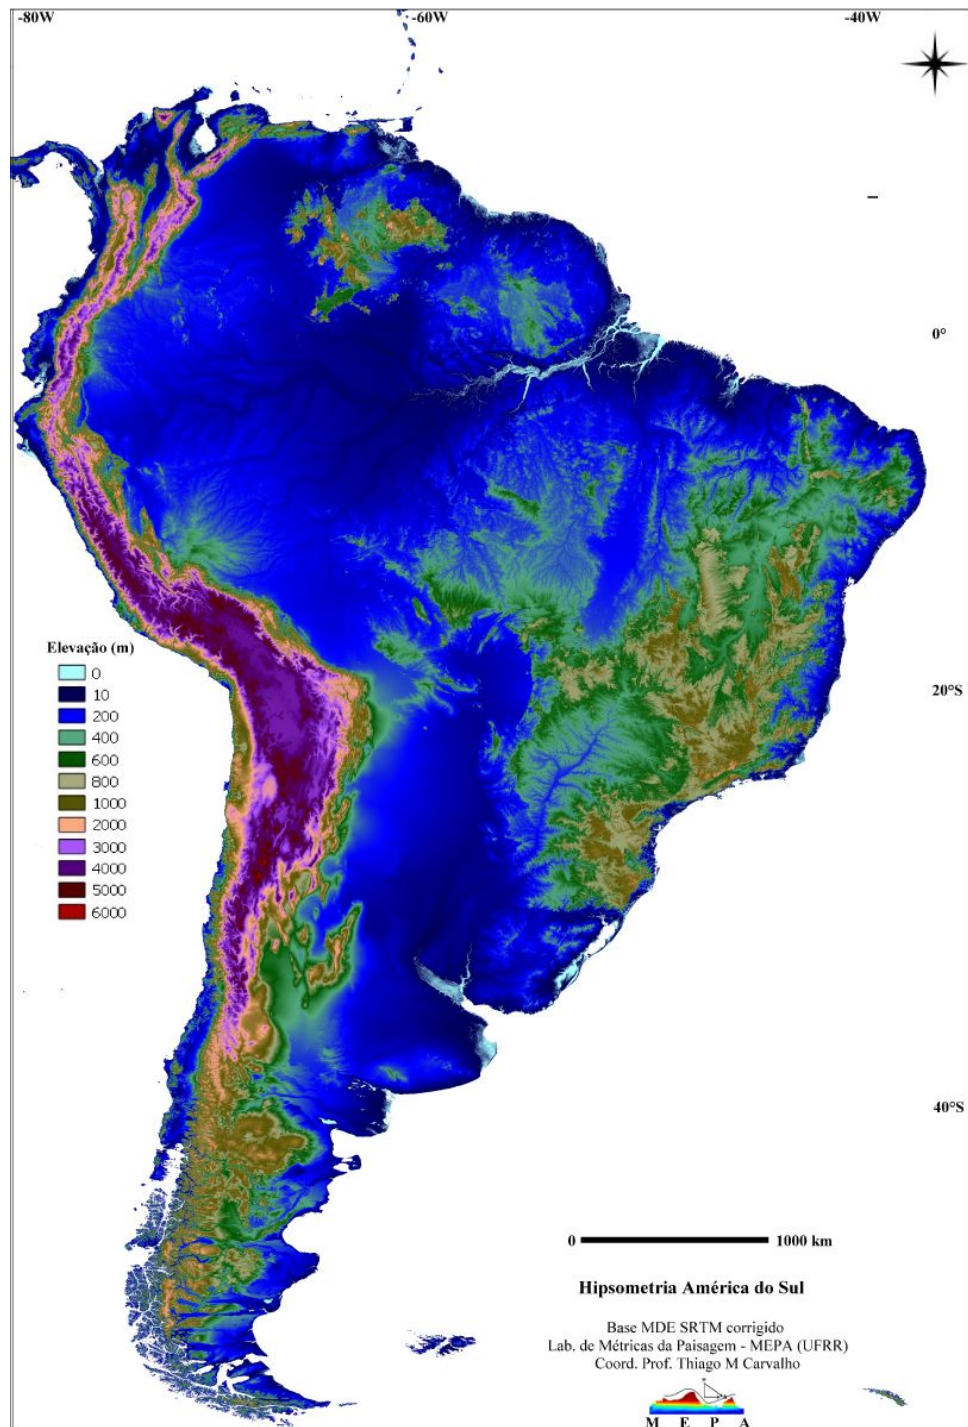 -80W
-60W
-40W
0°
Elevação (m)
0
10
200
400
600
800
1000
2000
3000
4000
5000
6000
20°S
40°S
0 1000 km
Hipsometria América do Sul
Base MDE SRTM corrigido
Lab. de Métricas da Paisagem - MEPA (UFRR)
Coord. Prof. Thiago M Carvalho
M E P A